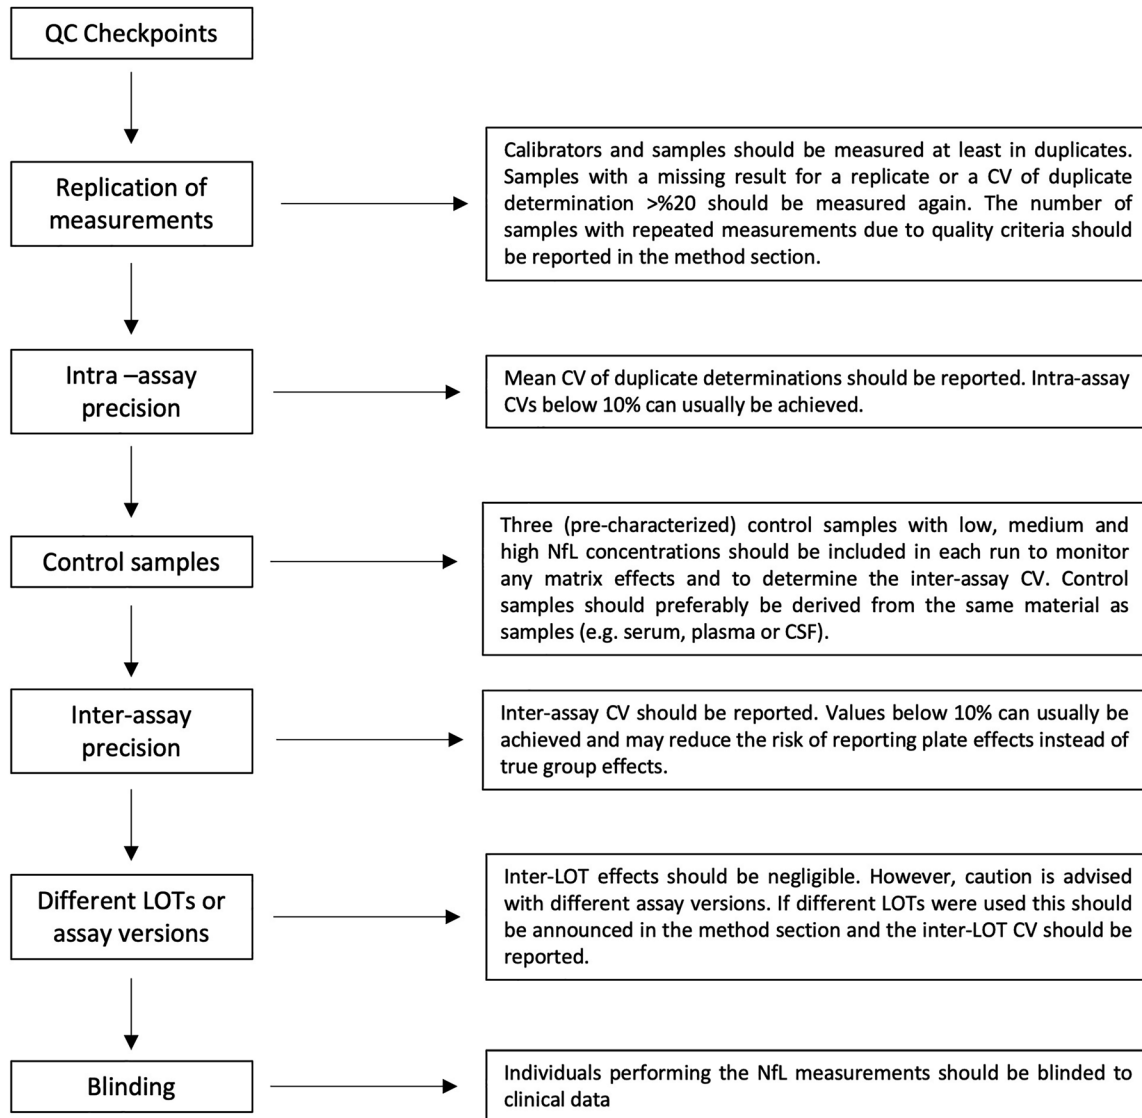 QC Checkpoints
Replication of
measurements
Calibrators and samples should be measured at least in duplicates.
Samples with a missing result for a replicate or a CV of duplicate
determination >%20 should be measured again. The number of
samples with repeated measurements due to quality criteria should
be reported in the method section.
Intra –assay
precision
Mean CV of duplicate determinations should be reported. Intra-assay
CVs below 10% can usually be achieved.
Control samples
Three (pre-characterized) control samples with low, medium and
high NfL concentrations should be included in each run to monitor
any matrix effects and to determine the inter-assay CV. Control
samples should preferably be derived from the same material as
samples (e.g. serum, plasma or CSF).
Inter-assay
precision
Inter-assay CV should be reported. Values below 10% can usually be
achieved and may reduce the risk of reporting plate effects instead of
true group effects.
Different LOTs or
assay versions
Inter-LOT effects should be negligible. However, caution is advised
with different assay versions. If different LOTs were used this should
be announced in the method section and the inter-LOT CV should be
reported.
Blinding
Individuals performing the NfL measurements should be blinded to
clinical data